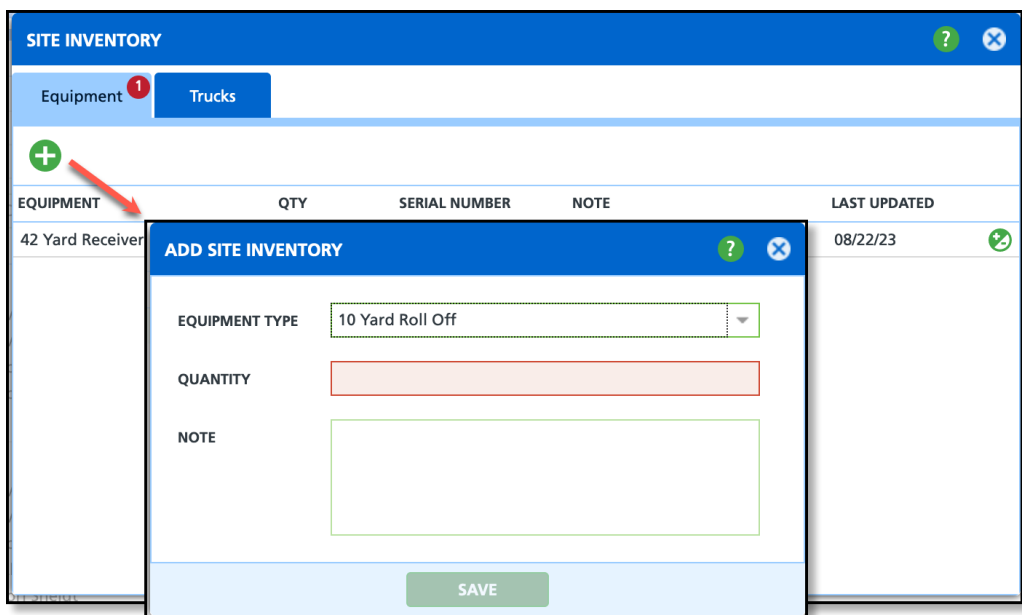 SITE INVENTORY ?
Equipment 1 Trucks
EQUIPMENT QTY SERIAL NUMBER NOTE LAST UPDATED
42 Yard Receiver 08/22/23
ADD SITE INVENTORY ?
EQUIPMENT TYPE 10 Yard Roll Off
QUANTITY
NOTE
SAVE